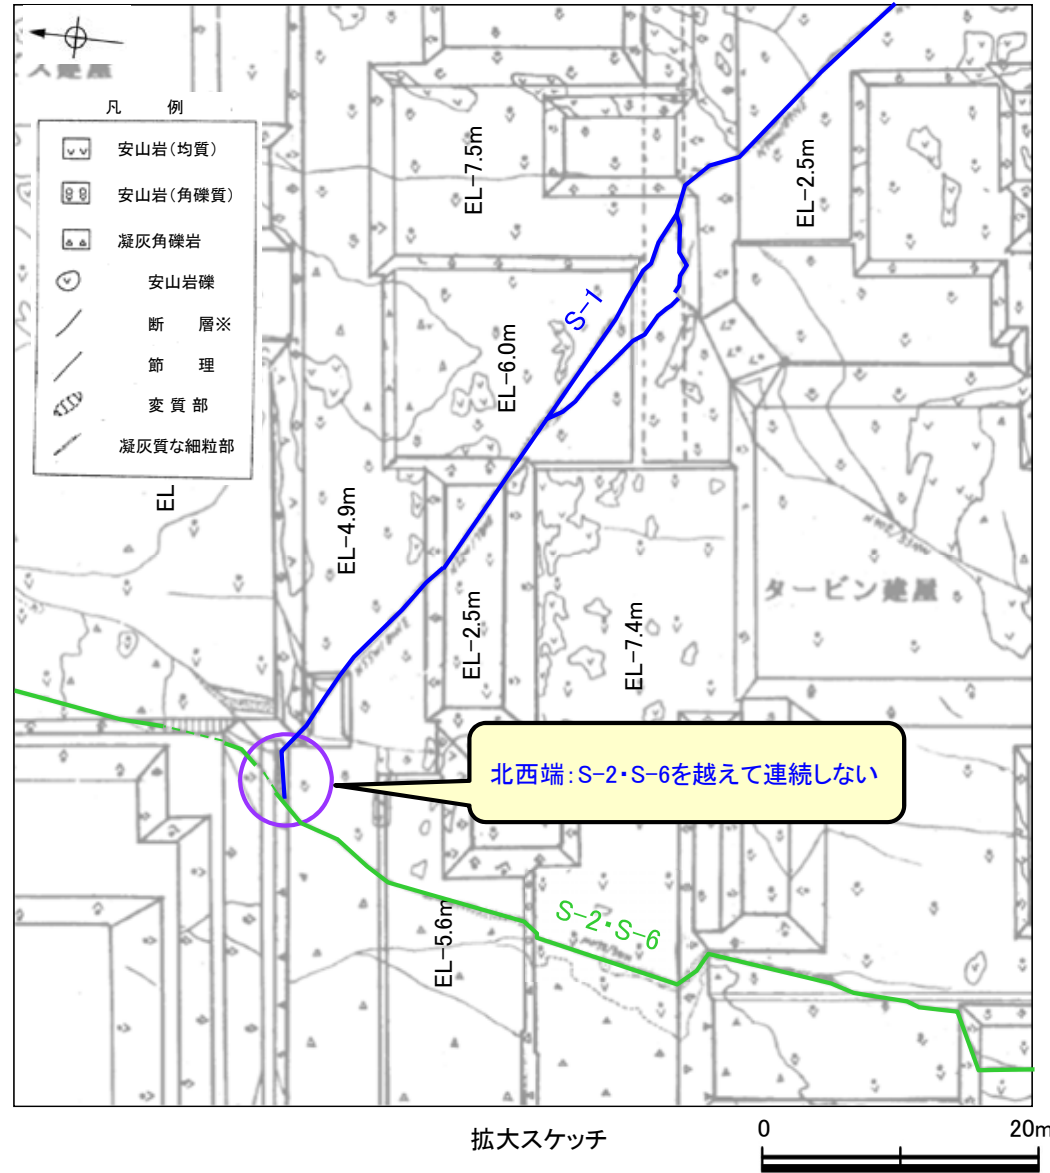 凡 例
安山岩(均質)
安山岩(角礫質)
凝灰角礫岩
安山岩礫
断 層※
節 理
変 質 部
凝灰質な細粒部
EL
EL-7.5m
EL-2.5m
S-1
EL-6.0m
EL-4.9m
EL-2.5m
EL-7.4m
タービン建屋
北西端:S-2・S-6を越えて連続しない
S-2・S-6
EL-5.6m
拡大スケッチ
0
20m